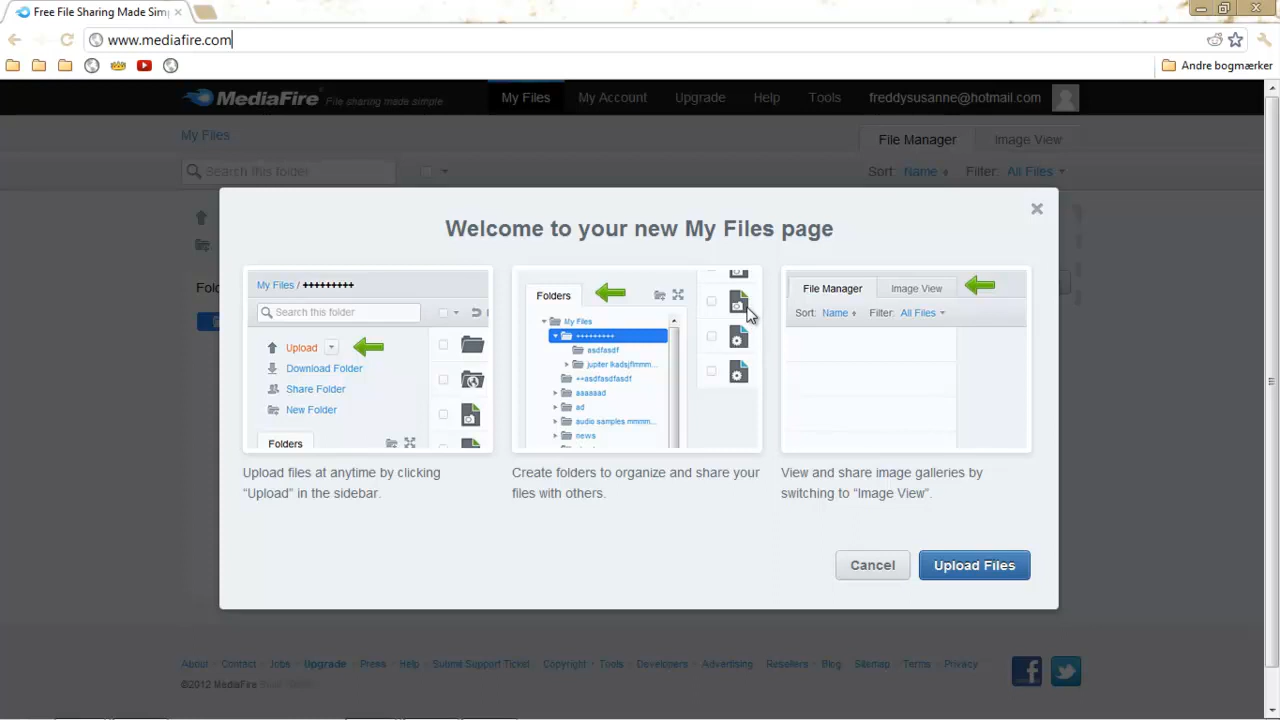 Free File Sharing Made Sim
www.mediafire.com
Andre bogmærker
MediaFire File sharing made simple
My Files My Account Upgrade Help Tools freddysusanne@hotmail.com
My Files
File Manager Image View
Search this folder
Sort: Name Filter: All Files
Welcome to your new My Files page
My Files / +++++++++
Search this folder
Upload
Download Folder
Share Folder
New Folder
Folders
Upload files at anytime by clicking
“Upload” in the sidebar.
Folders
My Files
+++++++++
asdfasdf
jupiter lkadsjflmmm...
++asdfasdfasdf
aaaaaad
ad
audio samples mmmm...
news
Create folders to organize and share your
files with others.
File Manager Image View
Sort: Name Filter: All Files
View and share image galleries by
switching to “Image View”.
Cancel Upload Files
About Contact Jobs Upgrade Press Help Submit Support Ticket Copyright Tools Developers Advertising Resellers Blog Sitemap Terms Privacy
©2012 MediaFire